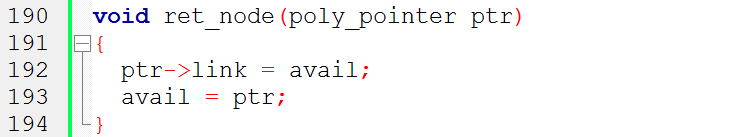 190 void ret_node(poly_pointer ptr)
191 {
192 ptr->link = avail;
193 avail = ptr;
194 }